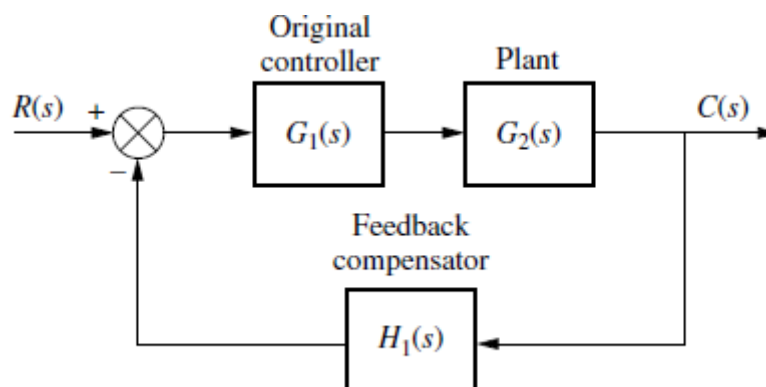 Original
controller
Plant
R(s)
+
G₁(s)
G₂(s)
C(s)
−
Feedback
compensator
H₁(s)